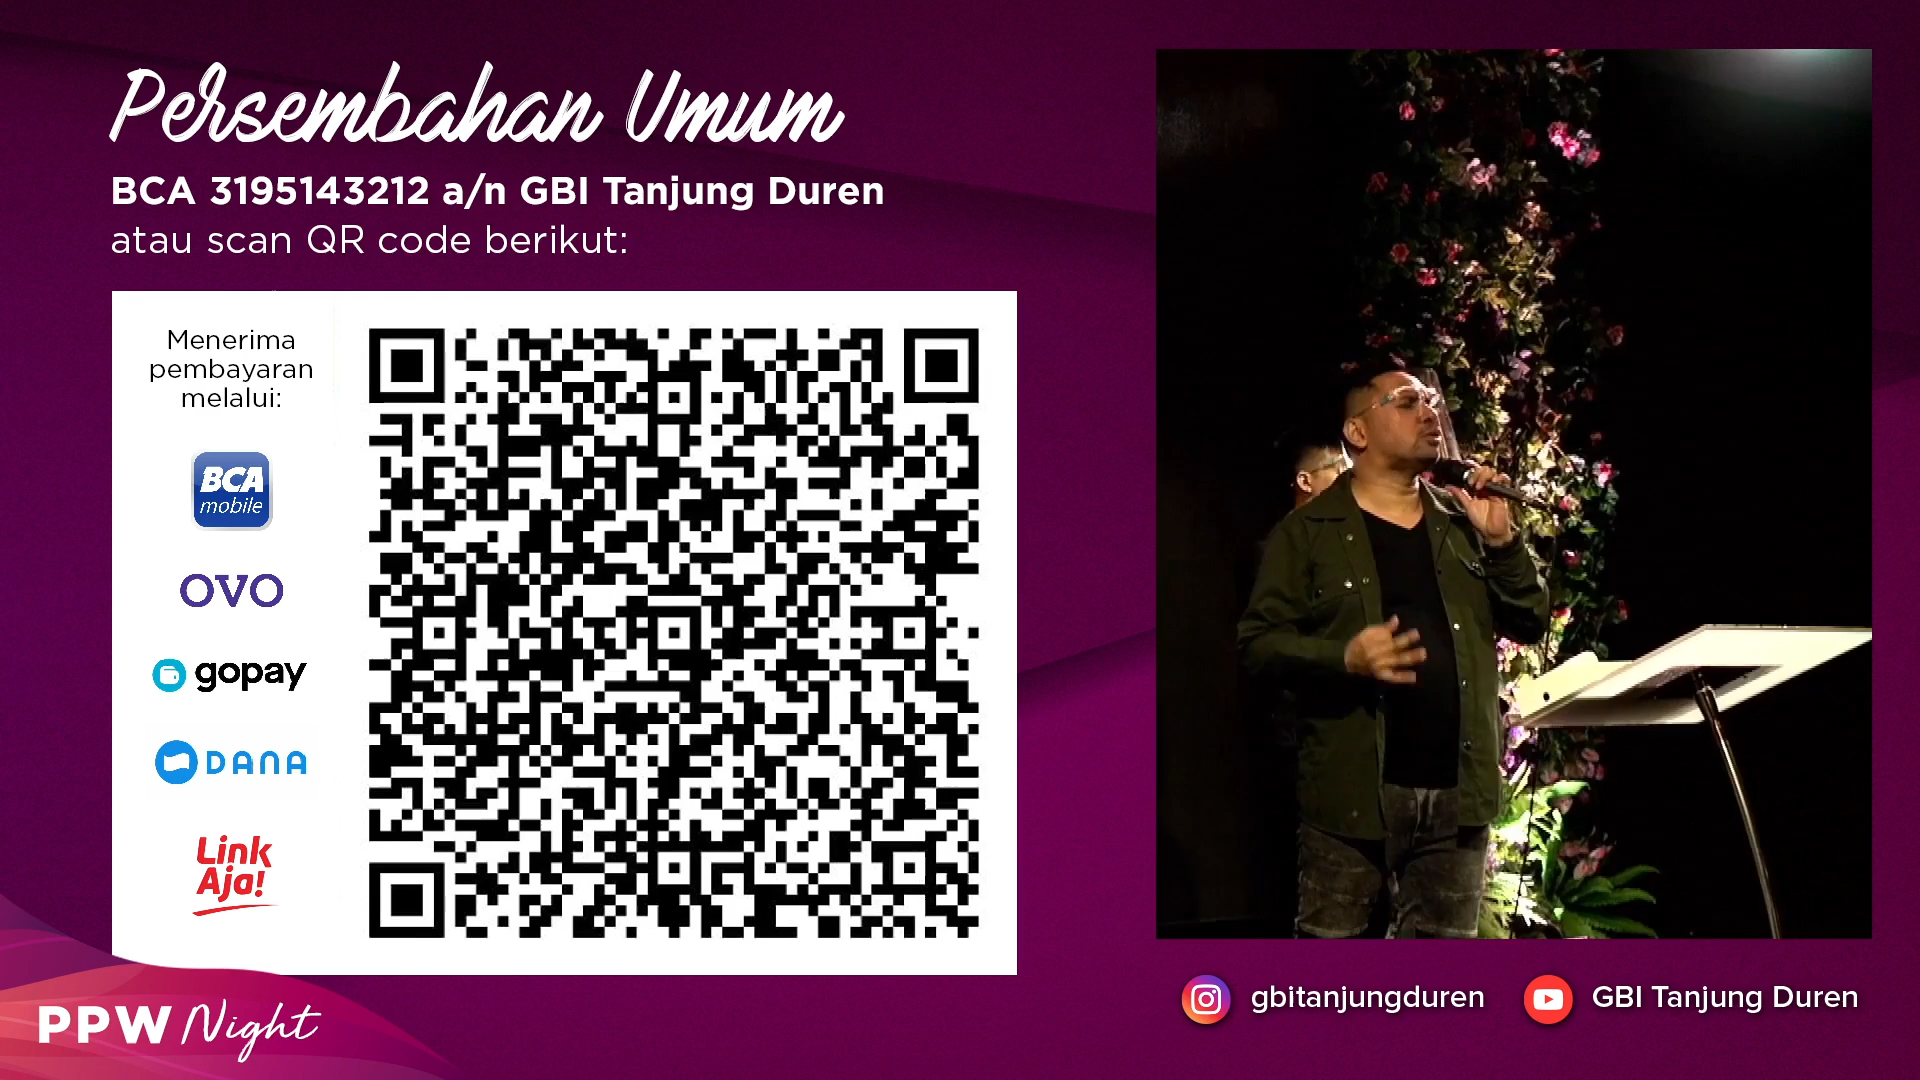 Persembahan Umum
BCA 3195143212 a/n GBI Tanjung Duren
atau scan QR code berikut:
Menerima
pembayaran
melalui:
BCA
mobile
OVO
gopay
DANA
Link
Aja!
PPW Night
gbitanjungduren
GBI Tanjung Duren